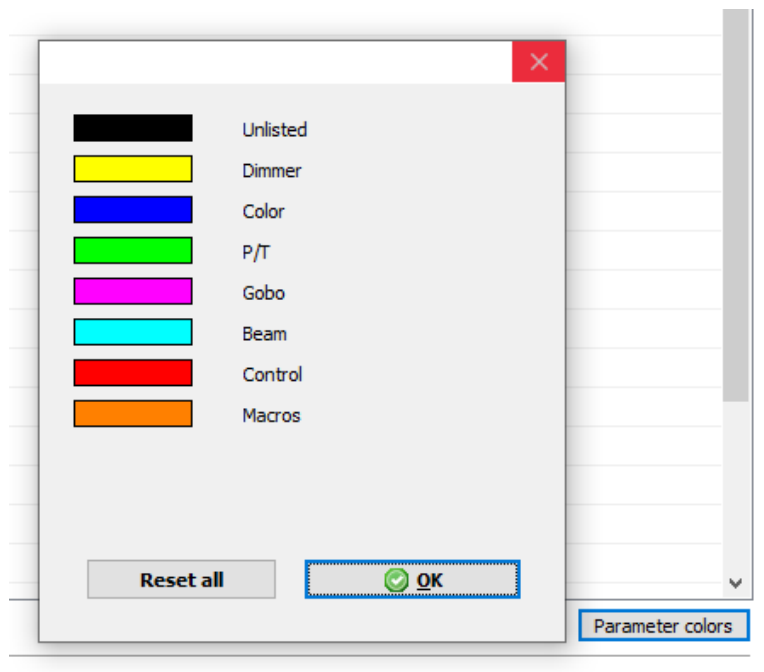 Unlisted
Dimmer
Color
P/T
Gobo
Beam
Control
Macros
Reset all
OK
Parameter colors